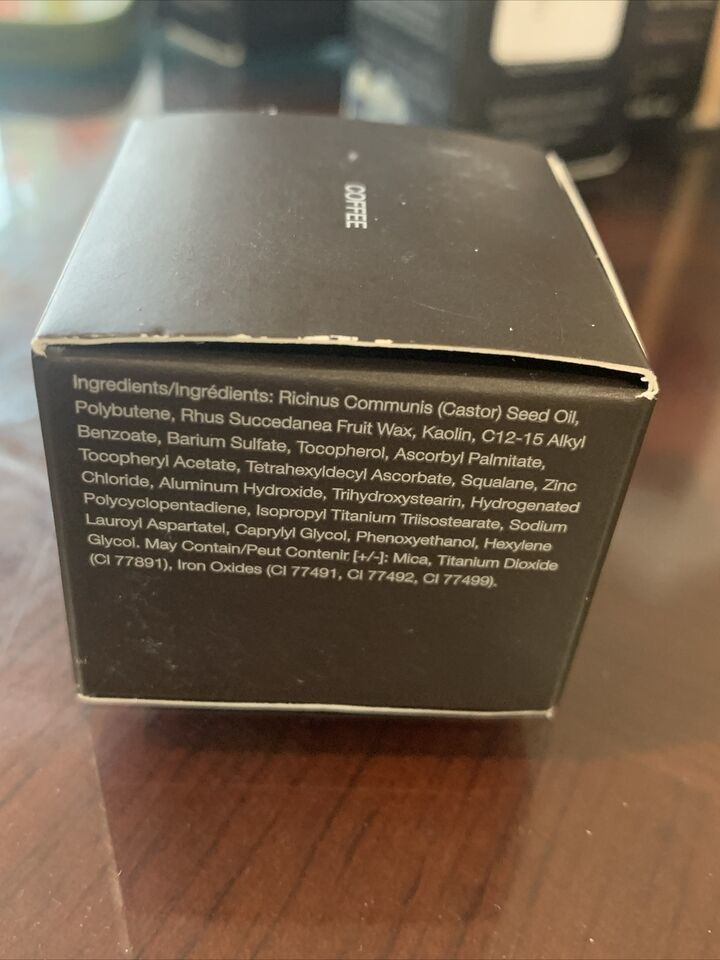 COFFEE
Ingredients/Ingrédients: Ricinus Communis (Castor) Seed Oil,
Polybutene, Rhus Succedanea Fruit Wax, Kaolin, C12-15 Alkyl
Benzoate, Barium Sulfate, Tocopherol, Ascorbyl Palmitate,
Tocopheryl Acetate, Tetrahexyldecyl Ascorbate, Squalane, Zinc
Chloride, Aluminum Hydroxide, Trihydroxystearin, Hydrogenated
Polycyclopentadiene, Isopropyl Titanium Triisostearate, Sodium
Lauroyl Aspartatel, Caprylyl Glycol, Phenoxyethanol, Hexylene
Glycol. May Contain/Peut Contenir [+/-]: Mica, Titanium Dioxide
(CI 77891), Iron Oxides (CI 77491, CI 77492, CI 77499).